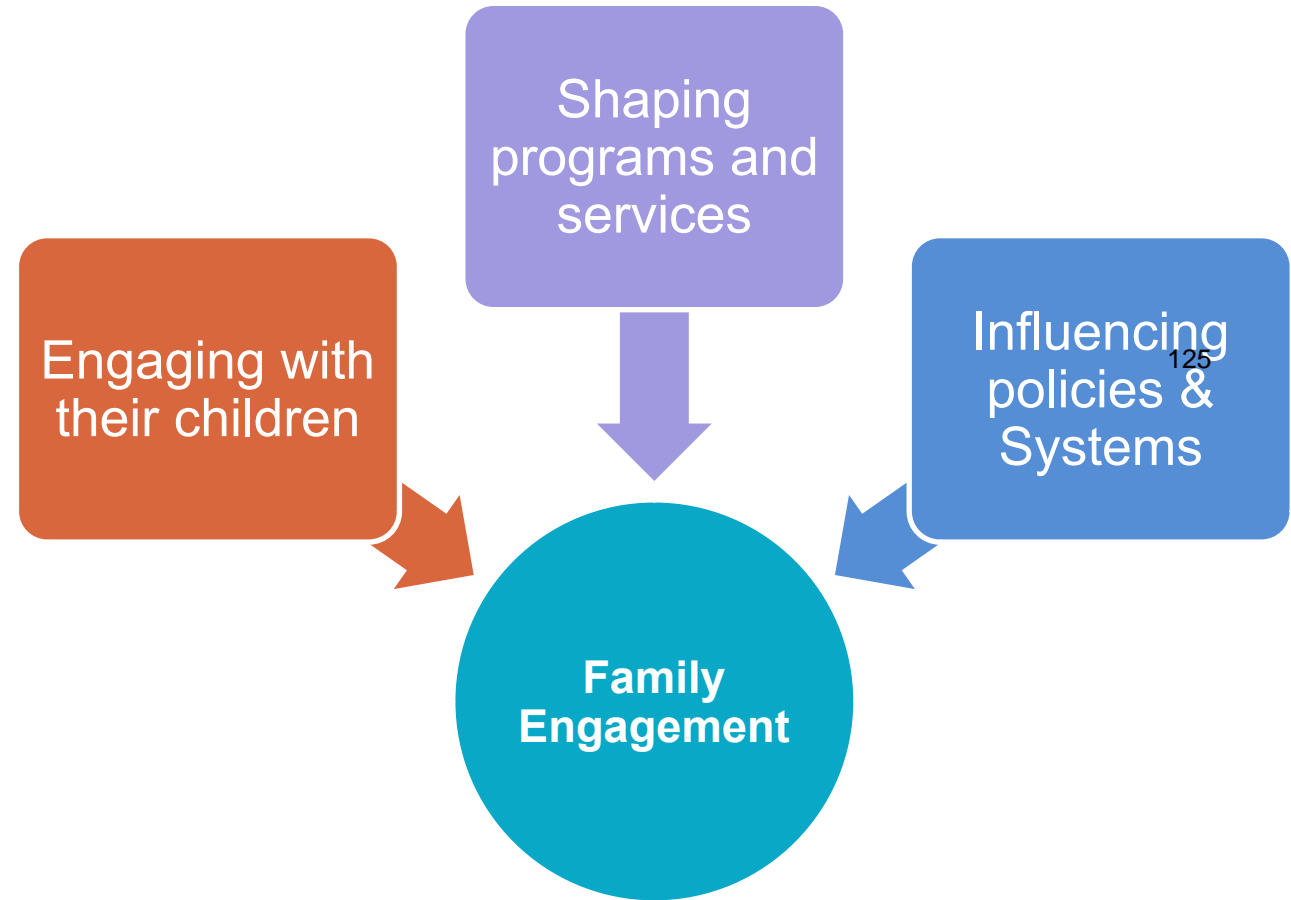 Shaping
programs and
services
Engaging with
their children
Influencing
policies &
Systems
125
Family
Engagement